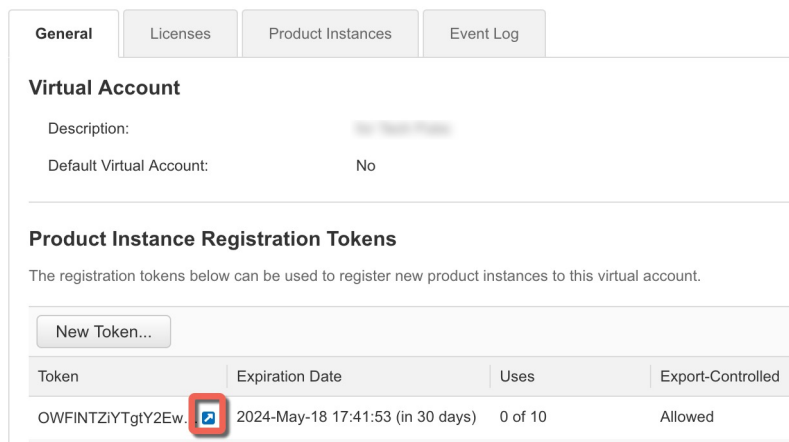 General Licenses Product Instances Event Log
Virtual Account
Description:
Default Virtual Account: No
Product Instance Registration Tokens
The registration tokens below can be used to register new product instances to this virtual account.
New Token...
Token Expiration Date Uses Export-Controlled
OWFlNTZiYTgtY2Ew... 2024-May-18 17:41:53 (in 30 days) 0 of 10 Allowed